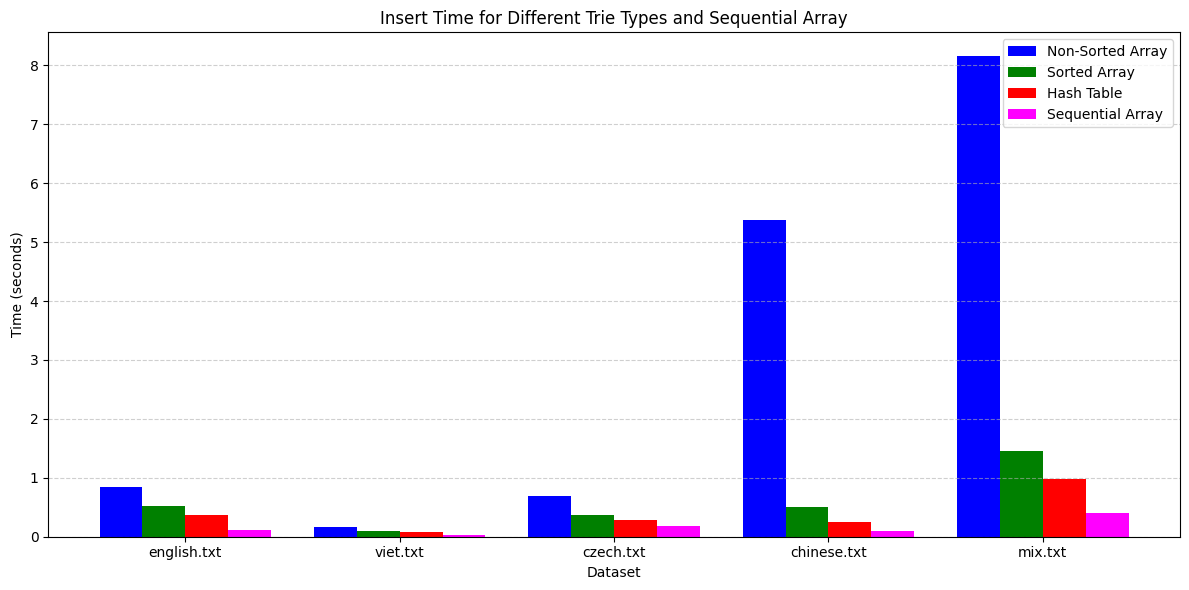 Insert Time for Different Trie Types and Sequential Array
Non-Sorted Array
Sorted Array
Hash Table
Sequential Array
Time (seconds)
8
7
6
5
4
3
2
1
0
english.txt
viet.txt
czech.txt
chinese.txt
mix.txt
Dataset